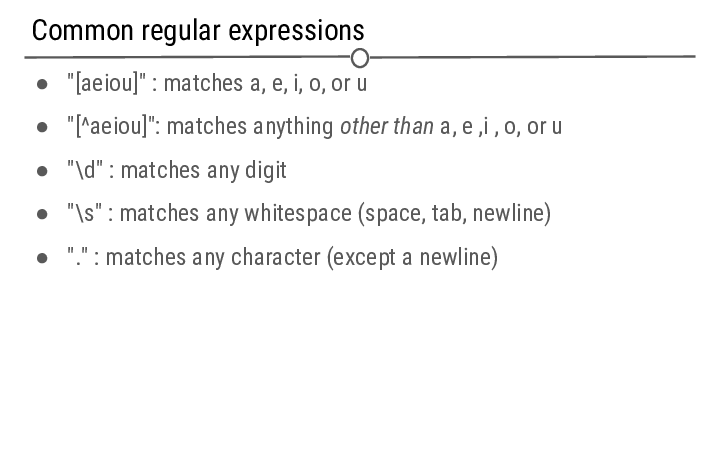 Common regular expressions
● "[aeiou]" : matches a, e, i, o, or u
● "[^aeiou]": matches anything other than a, e ,i , o, or u
● "\d" : matches any digit
● "\s" : matches any whitespace (space, tab, newline)
● "." : matches any character (except a newline)